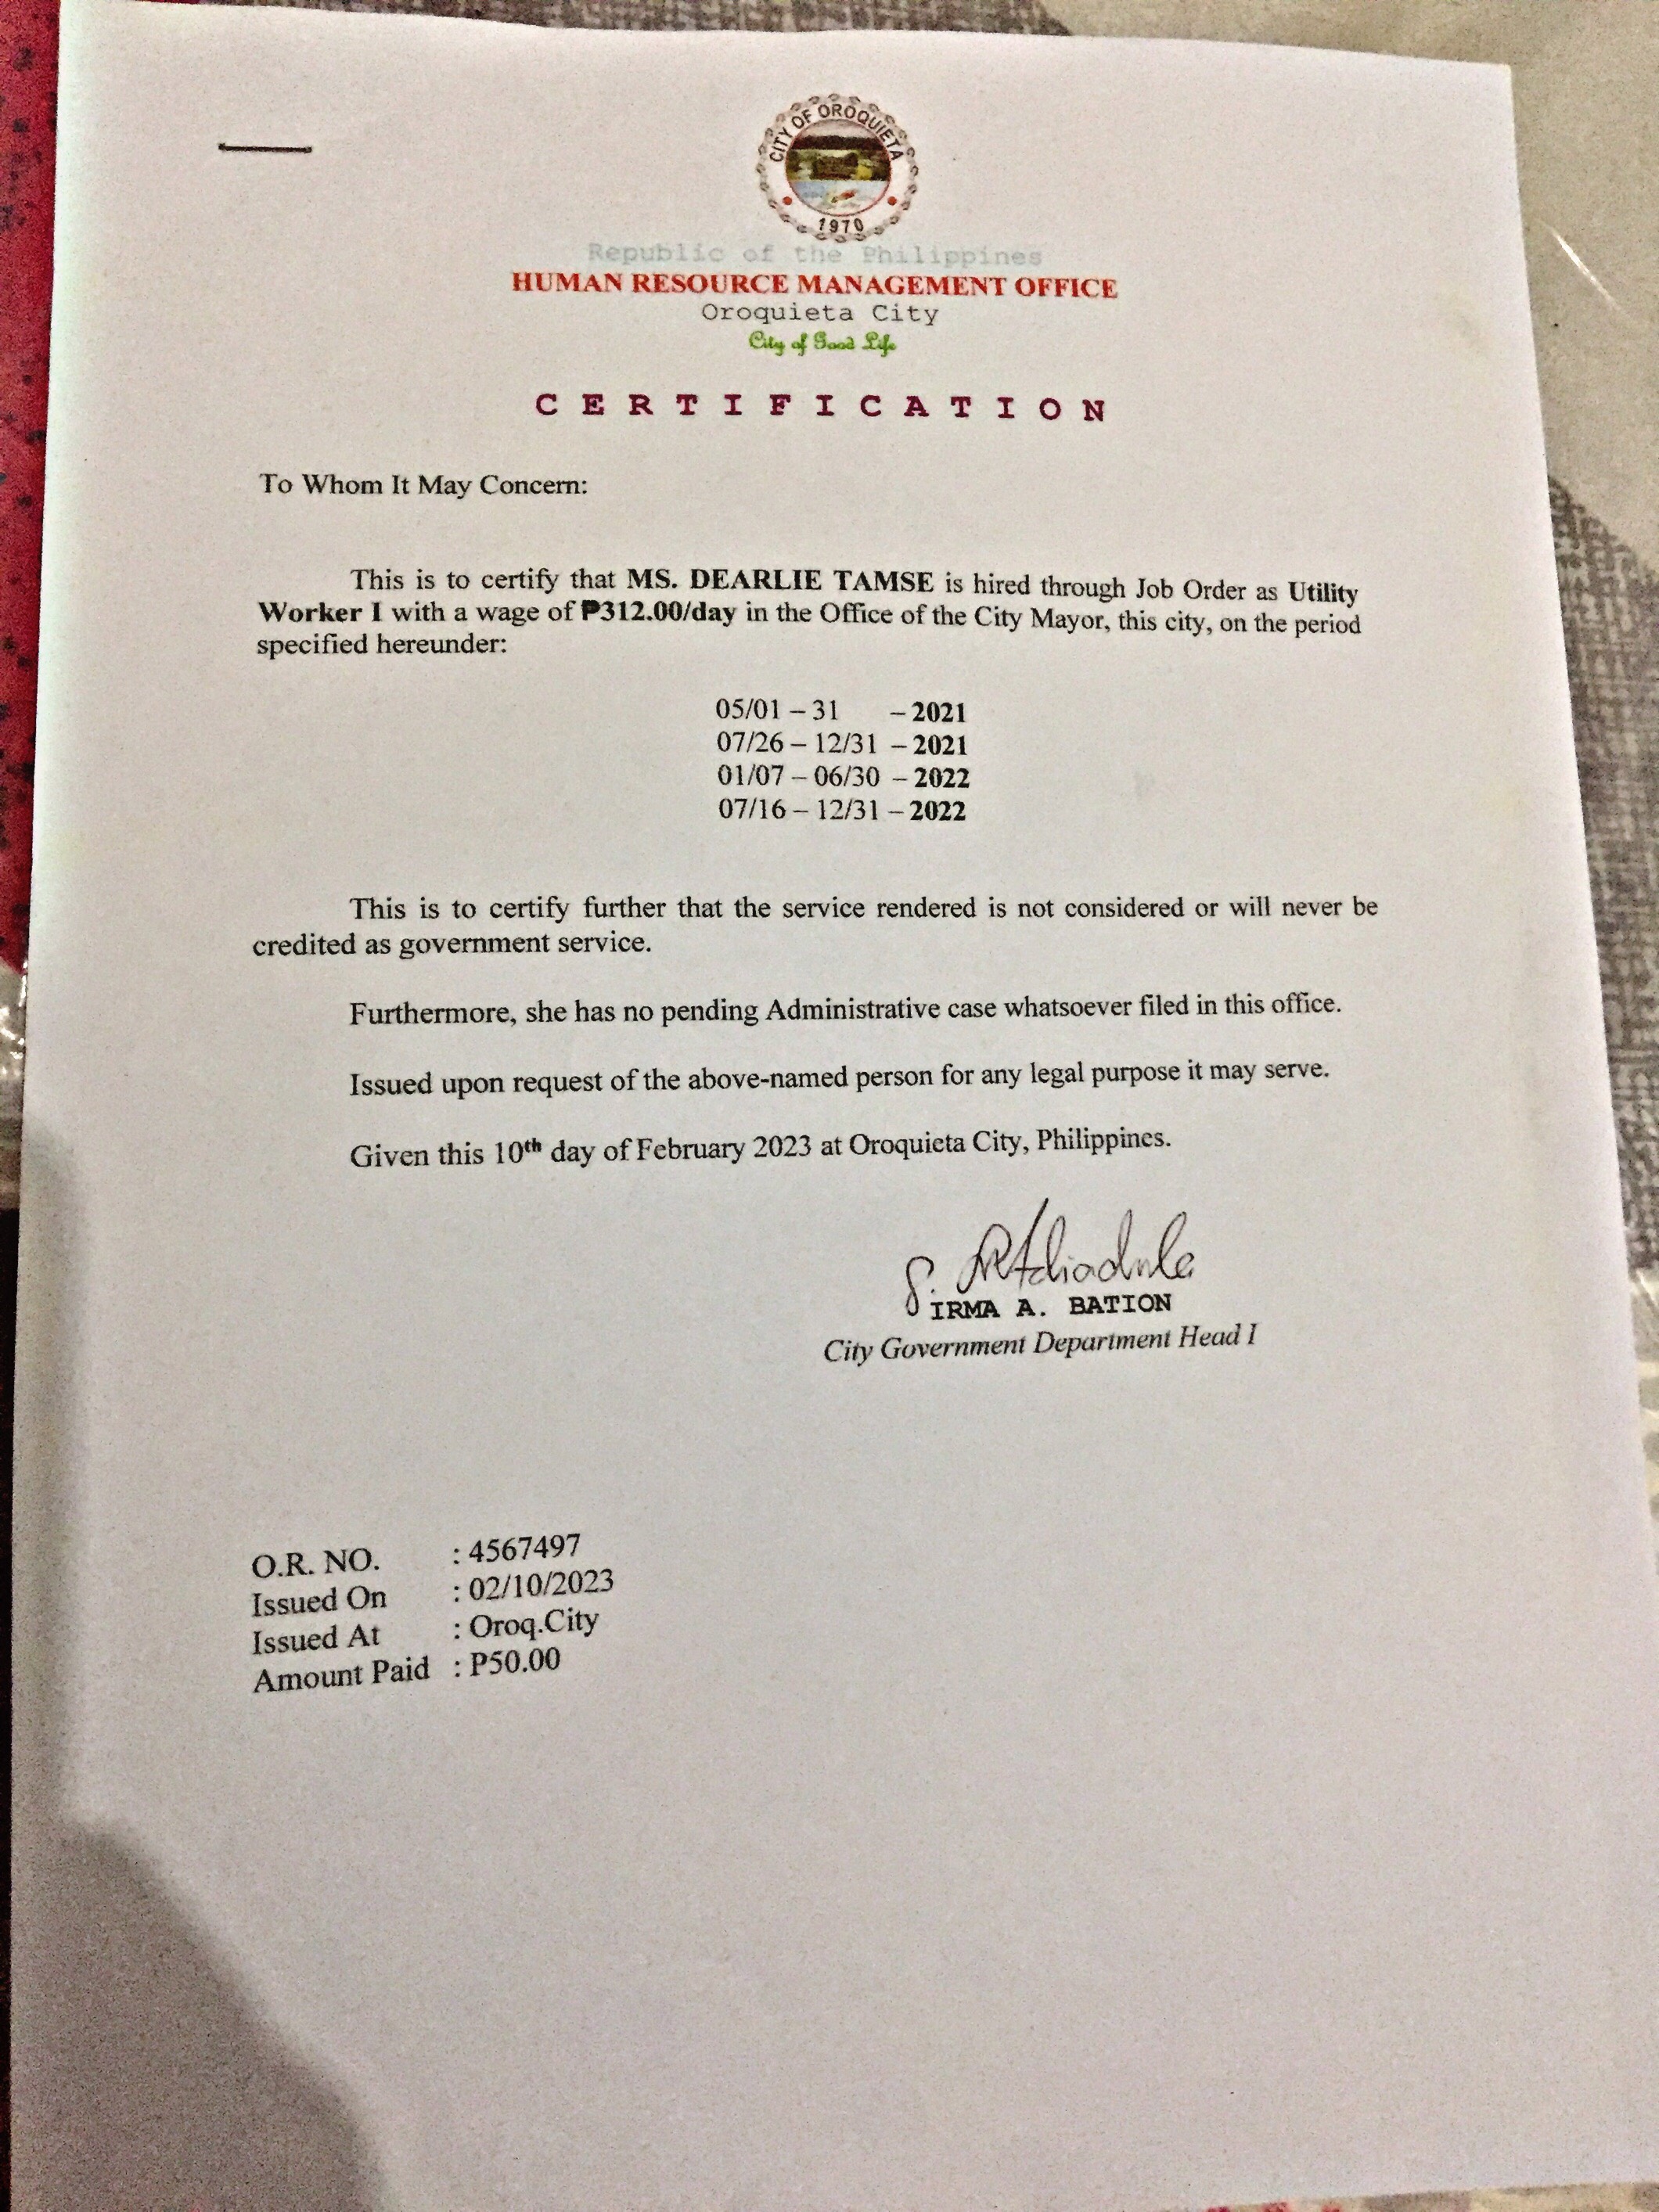 CITY OF OROQUIETA
1970
Republic of the Philippines
HUMAN RESOURCE MANAGEMENT OFFICE
Oroquieta City
City of Good Life
CERTIFICATION
To Whom It May Concern:
This is to certify that MS. DEARLIE TAMSE is hired through Job Order as Utility
Worker I with a wage of ₱312.00/day in the Office of the City Mayor, this city, on the period
specified hereunder:
05/01 – 31 – 2021
07/26 – 12/31 – 2021
01/07 – 06/30 – 2022
07/16 – 12/31 – 2022
This is to certify further that the service rendered is not considered or will never be
credited as government service.
Furthermore, she has no pending Administrative case whatsoever filed in this office.
Issued upon request of the above-named person for any legal purpose it may serve.
Given this 10th day of February 2023 at Oroquieta City, Philippines.
IRMA A. BATION
City Government Department Head I
O.R. NO. : 4567497
Issued On : 02/10/2023
Issued At : Oroq.City
Amount Paid : P50.00